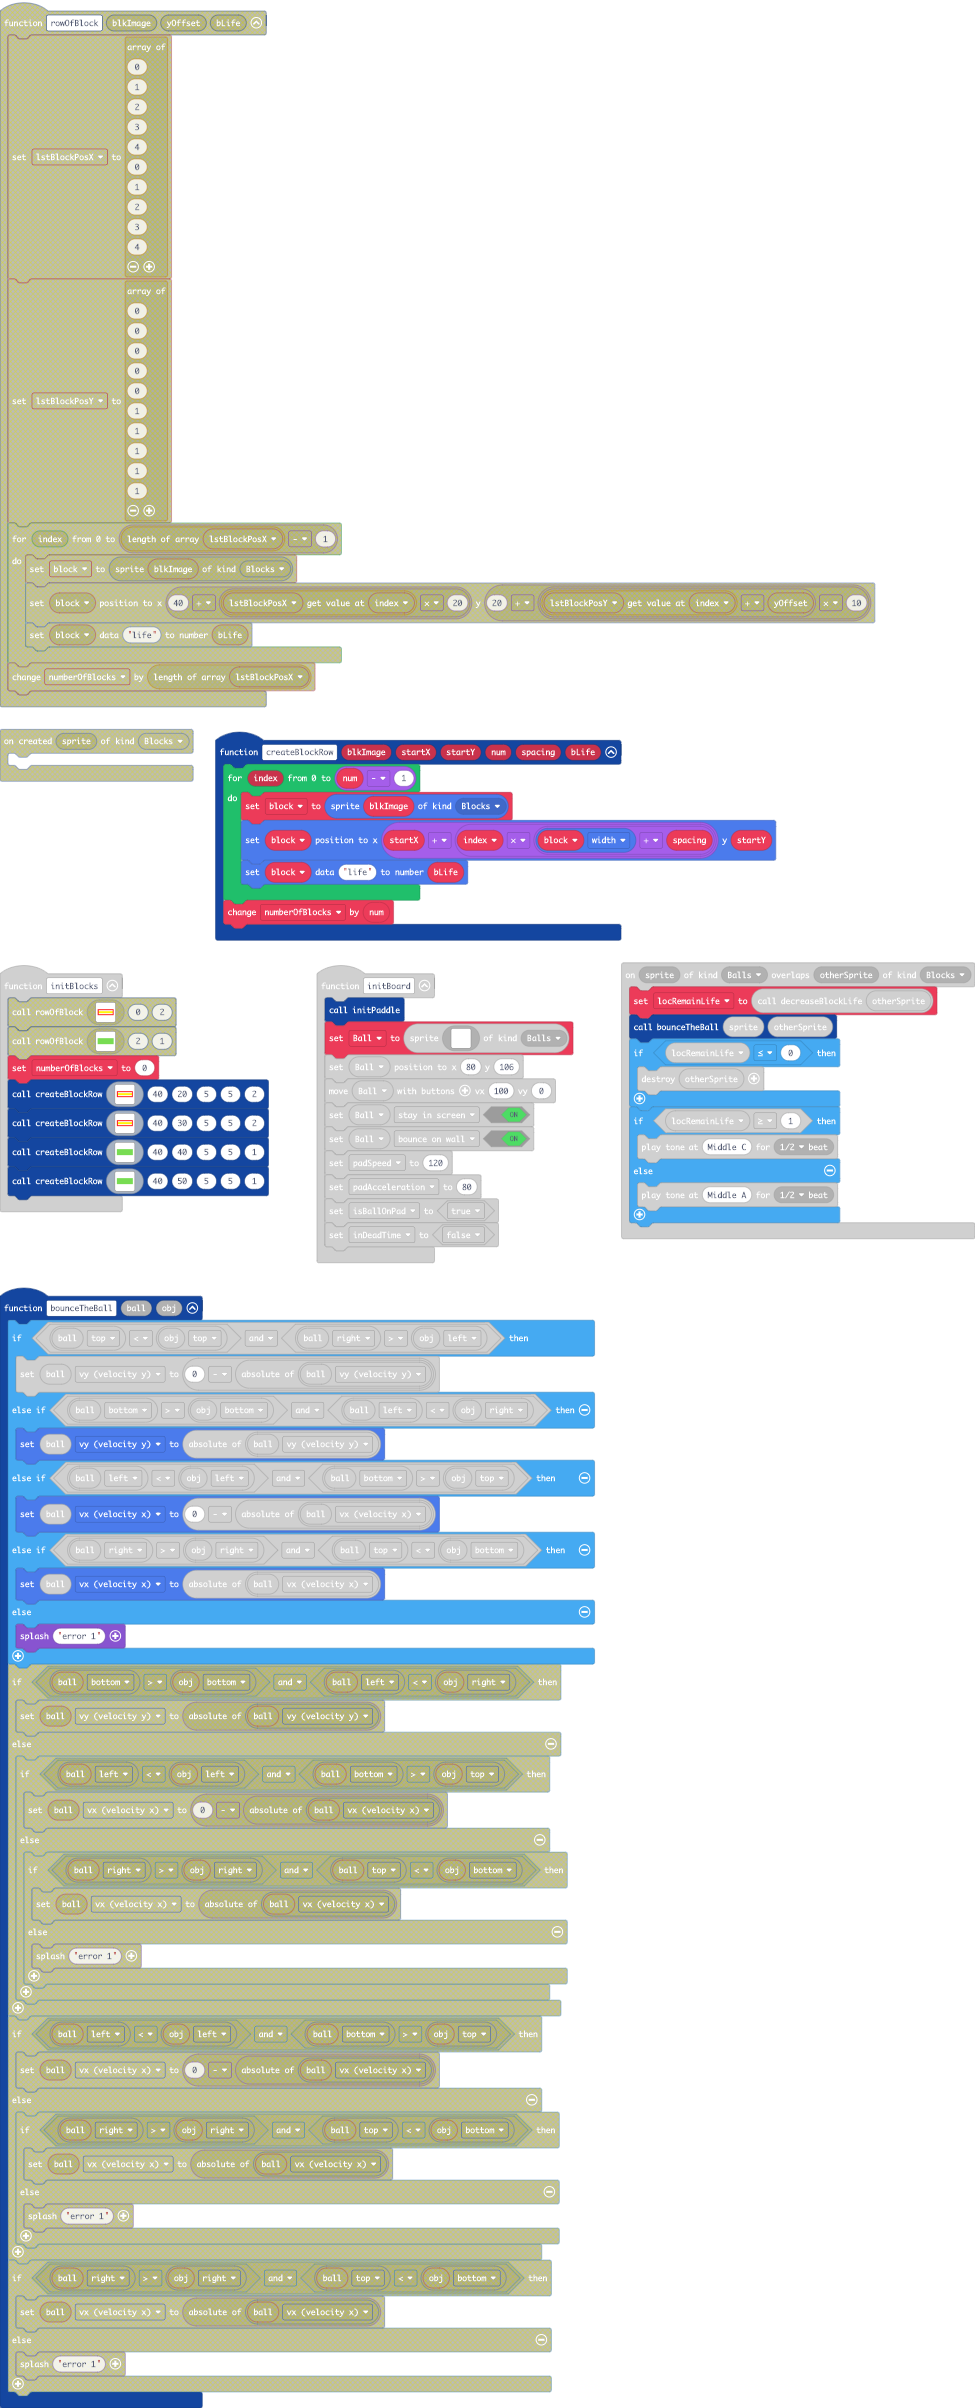 function rowOfBlock blkImage yOffset bLife
array of
0
1
2
3
4
0
1
2
3
4
set lstBlockPosX to
array of
0
0
0
0
0
1
1
1
1
1
set lstBlockPosY to
for index from 0 to length of array lstBlockPosX - 1
do
set block to sprite blkImage of kind Blocks
set block position to x 40 + lstBlockPosX get value at index × 20 y 20 + lstBlockPosY get value at index + yOffset × 10
set block data "life" to number bLife
change numberOfBlocks by length of array lstBlockPosX
on created sprite of kind Blocks
function createBlockRow blkImage startX startY num spacing bLife
for index from 0 to num - 1
do
set block to sprite blkImage of kind Blocks
set block position to x startX + index × block width + spacing y startY
set block data "life" to number bLife
change numberOfBlocks by num
function initBlocks
call rowOfBlock 0 2
call rowOfBlock 2 1
set numberOfBlocks to 0
call createBlockRow 40 20 5 5 2
call createBlockRow 40 30 5 5 2
call createBlockRow 40 40 5 5 1
call createBlockRow 40 50 5 5 1
function initBoard
call initPaddle
set Ball to sprite of kind Balls
set Ball position to x 80 y 106
move Ball with buttons vx 100 vy 0
set Ball stay in screen ON
set Ball bounce on wall ON
set padSpeed to 120
set padAcceleration to 80
set isBallOnPad to true
set inDeadTime to false
on sprite of kind Balls overlaps otherSprite of kind Blocks
set locRemainLife to call decreaseBlockLife otherSprite
call bounceTheBall sprite otherSprite
if locRemainLife ≤ 0 then
destroy otherSprite
if locRemainLife ≥ 1 then
play tone at Middle C for 1/2 beat
else
play tone at Middle A for 1/2 beat
function bounceTheBall ball obj
if ball top < obj top and ball right > obj left then
set ball vy (velocity y) to 0 - absolute of ball vy (velocity y)
else if ball bottom > obj bottom and ball left < obj right then
set ball vy (velocity y) to absolute of ball vy (velocity y)
else if ball left < obj left and ball bottom > obj top then
set ball vx (velocity x) to 0 - absolute of ball vx (velocity x)
else if ball right > obj right and ball top < obj bottom then
set ball vx (velocity x) to absolute of ball vx (velocity x)
else
splash "error 1"
if ball bottom > obj bottom and ball left < obj right then
set ball vy (velocity y) to absolute of ball vy (velocity y)
else
if ball left < obj left and ball bottom > obj top then
set ball vx (velocity x) to 0 - absolute of ball vx (velocity x)
else
if ball right > obj right and ball top < obj bottom then
set ball vx (velocity x) to absolute of ball vx (velocity x)
else
splash "error 1"
if ball left < obj left and ball bottom > obj top then
set ball vx (velocity x) to 0 - absolute of ball vx (velocity x)
else
if ball right > obj right and ball top < obj bottom then
set ball vx (velocity x) to absolute of ball vx (velocity x)
else
splash "error 1"
if ball right > obj right and ball top < obj bottom then
set ball vx (velocity x) to absolute of ball vx (velocity x)
else
splash "error 1"